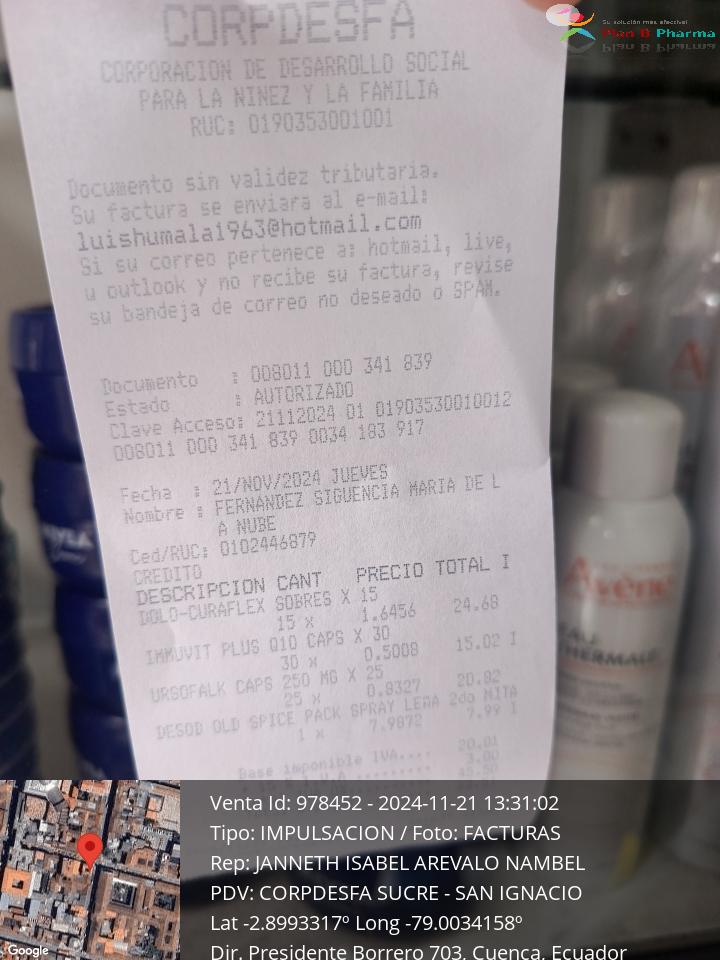 Su solución más efectiva!
Plan B Pharma
CORPDESFA
CORPORACION DE DESARROLLO SOCIAL
PARA LA NINEZ Y LA FAMILIA
RUC: 0190353001001
Documento sin validez tributaria.
Su factura se enviara al e-mail:
luishumala1963@hotmail.com
Si su correo pertenece a: hotmail, live,
u outlook y no recibe su factura, revise
su bandeja de correo no deseado o SPAM.
Documento : 008011 000 341 839
Estado : AUTORIZADO
Clave Acceso: 21112024 01 01903530010012
008011 000 341 839 0034 183 917
Fecha : 21/NOV/2024 JUEVES
Nombre : FERNANDEZ SIGUENCIA MARIA DE L
A NUBE
Ced/RUC: 0102446879
CREDITO
DESCRIPCION CANT PRECIO TOTAL I
DOLO-CURAFLEX SOBRES X 15
15 x 1.6456 24.68
IMMUVIT PLUS Q10 CAPS X 30
30 x 0.5008 15.02 I
URSOFALK CAPS 250 MG X 25
25 x 0.8327 20.82
DESOD OLD SPICE PACK SPRAY LEÑA 2do MITA
1 x 7.9872 7.99 I
Base imponible IVA.... 20.01
3.00
Avène
EAU
THERMALE
Venta Id: 978452 - 2024-11-21 13:31:02
Tipo: IMPULSACION / Foto: FACTURAS
Rep: JANNETH ISABEL AREVALO NAMBEL
PDV: CORPDESFA SUCRE - SAN IGNACIO
Lat -2.8993317º Long -79.0034158º
Dir. Presidente Borrero 703, Cuenca, Ecuador
Google